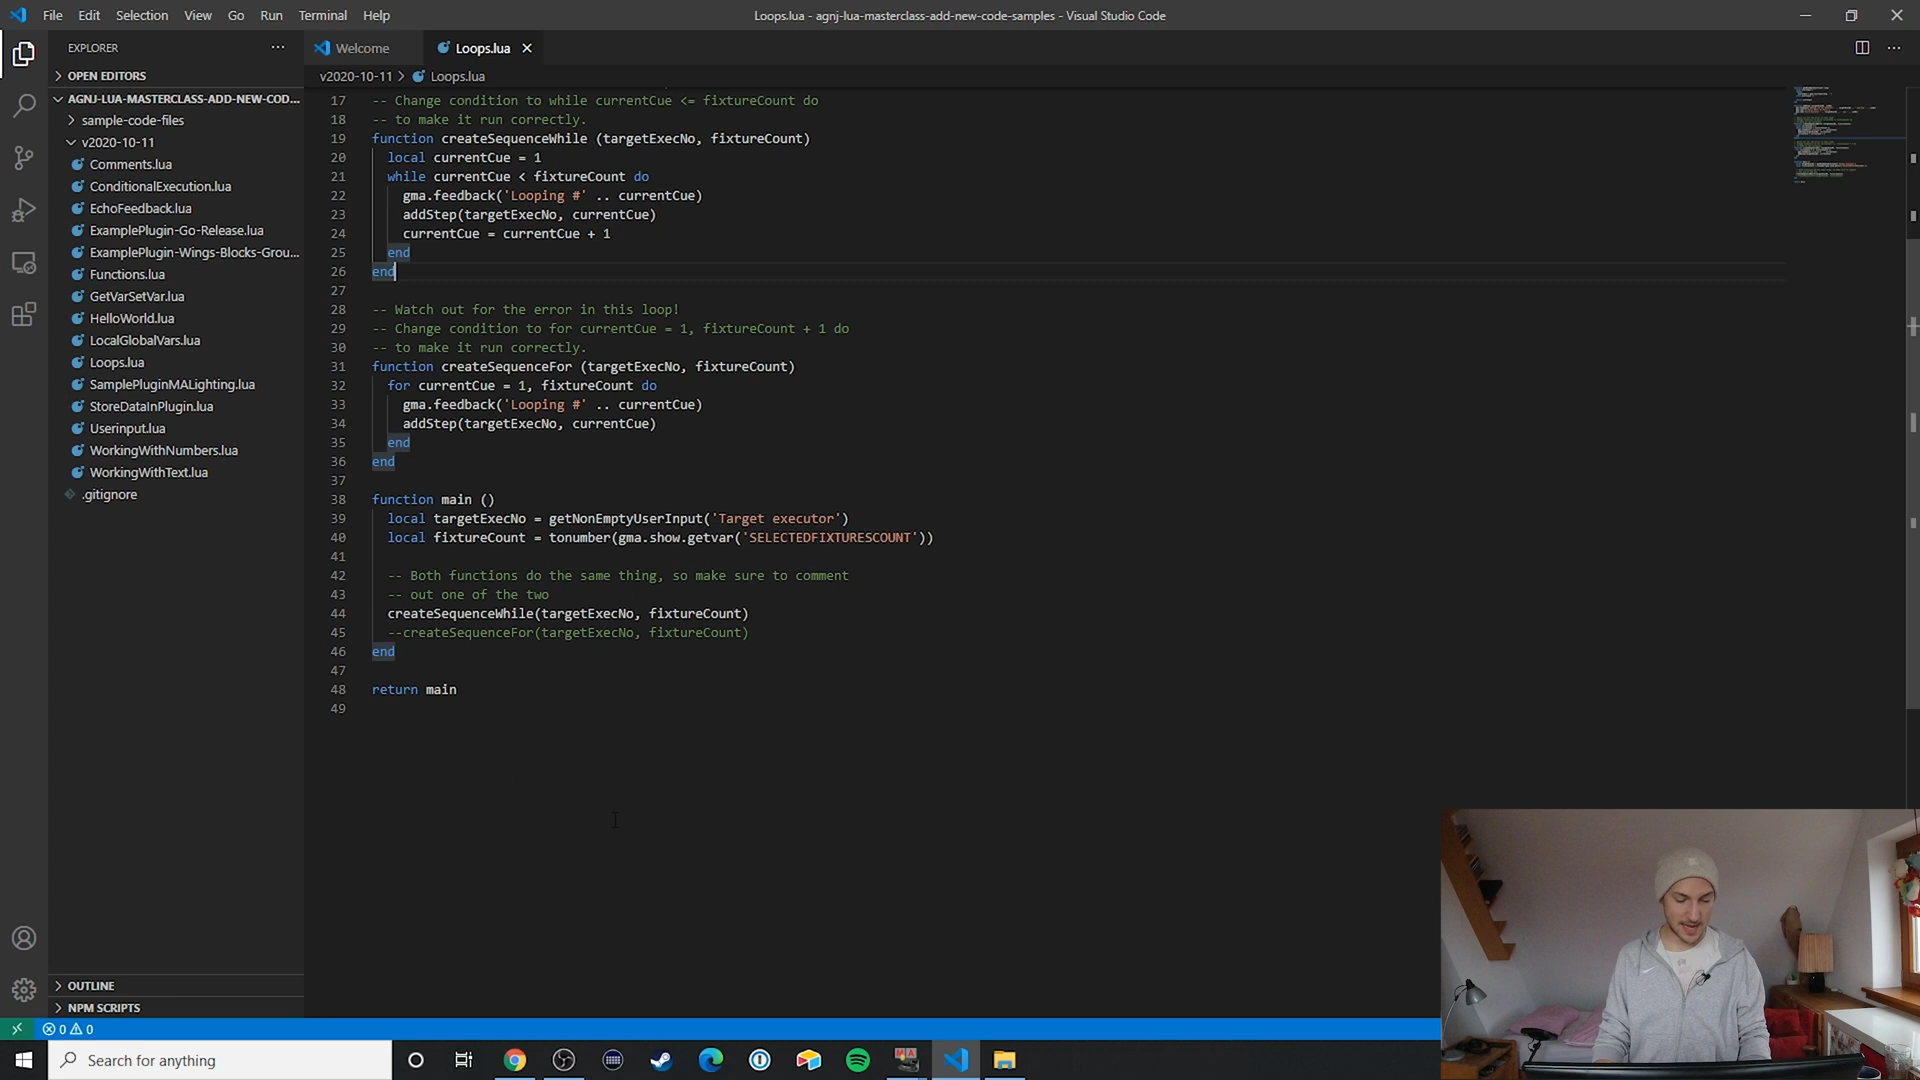 File Edit Selection View Go Run Terminal Help
Loops.lua - agnj-lua-masterclass-add-new-code-samples - Visual Studio Code
EXPLORER
OPEN EDITORS
AGNJ-LUA-MASTERCLASS-ADD-NEW-COD...
sample-code-files
v2020-10-11
Comments.lua
ConditionalExecution.lua
EchoFeedback.lua
ExamplePlugin-Go-Release.lua
ExamplePlugin-Wings-Blocks-Grou...
Functions.lua
GetVarSetVar.lua
HelloWorld.lua
LocalGlobalVars.lua
Loops.lua
SamplePluginMALighting.lua
StoreDataInPlugin.lua
Userinput.lua
WorkingWithNumbers.lua
WorkingWithText.lua
.gitignore
OUTLINE
NPM SCRIPTS
Welcome Loops.lua
v2020-10-11 > Loops.lua
17 -- Change condition to while currentCue <= fixtureCount do
18 -- to make it run correctly.
19 function createSequenceWhile (targetExecNo, fixtureCount)
20 local currentCue = 1
21 while currentCue < fixtureCount do
22 gma.feedback('Looping #' .. currentCue)
23 addStep(targetExecNo, currentCue)
24 currentCue = currentCue + 1
25 end
26 end
27
28 -- Watch out for the error in this loop!
29 -- Change condition to for currentCue = 1, fixtureCount + 1 do
30 -- to make it run correctly.
31 function createSequenceFor (targetExecNo, fixtureCount)
32 for currentCue = 1, fixtureCount do
33 gma.feedback('Looping #' .. currentCue)
34 addStep(targetExecNo, currentCue)
35 end
36 end
37
38 function main ()
39 local targetExecNo = getNonEmptyUserInput('Target executor')
40 local fixtureCount = tonumber(gma.show.getvar('SELECTEDFIXTURESCOUNT'))
41
42 -- Both functions do the same thing, so make sure to comment
43 -- out one of the two
44 createSequenceWhile(targetExecNo, fixtureCount)
45 --createSequenceFor(targetExecNo, fixtureCount)
46 end
47
48 return main
49
0 0
Search for anything